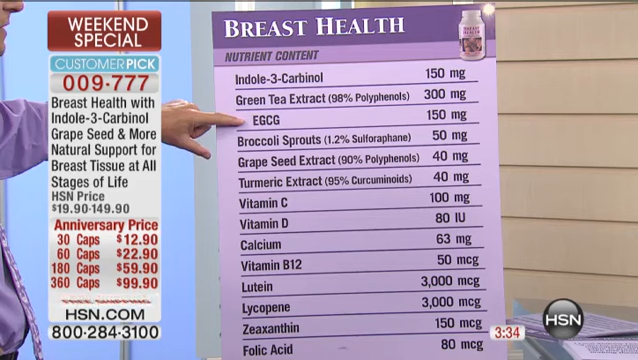 WEEKEND
SPECIAL
CUSTOMERPICK
009-777
Breast Health with
Indole-3-Carbinol
Grape Seed & More
Natural Support for
Breast Tissue at All
Stages of Life
HSN Price
$19.90-149.90
Anniversary Price
30 Caps $12.90
60 Caps $22.90
180 Caps $59.90
360 Caps $99.90
HSN.COM
800-284-3100
BREAST HEALTH
NUTRIENT CONTENT
Indole-3-Carbinol 150 mg
Green Tea Extract (98% Polyphenols) 300 mg
EGCG 150 mg
Broccoli Sprouts (1.2% Sulforaphane) 50 mg
Grape Seed Extract (90% Polyphenols) 40 mg
Turmeric Extract (95% Curcuminoids) 40 mg
Vitamin C 100 mg
Vitamin D 80 IU
Calcium 63 mg
Vitamin B12 50 mcg
Lutein 3,000 mcg
Lycopene 3,000 mcg
Zeaxanthin 150 mcg
Folic Acid 80 mcg
3:34
HSN